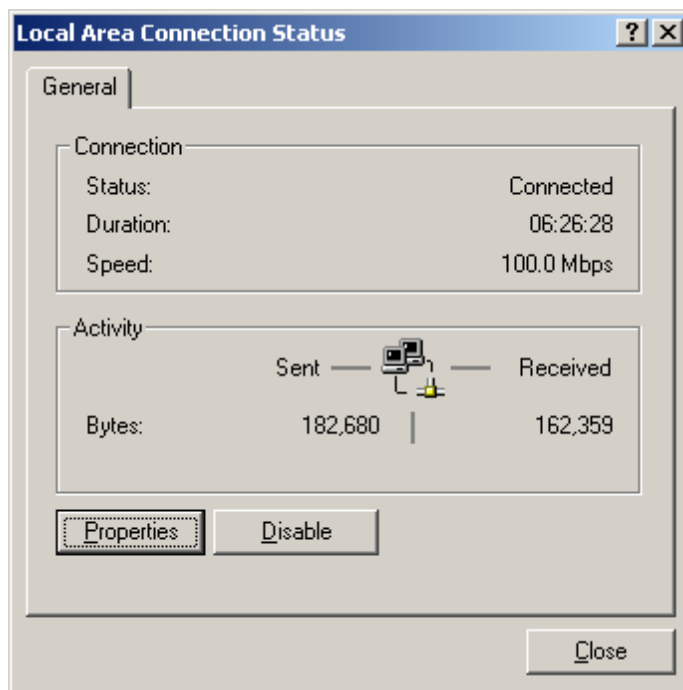 Local Area Connection Status
General
Connection
Status: Connected
Duration: 06:26:28
Speed: 100.0 Mbps
Activity
Sent Received
Bytes: 182,680 162,359
Properties Disable
Close